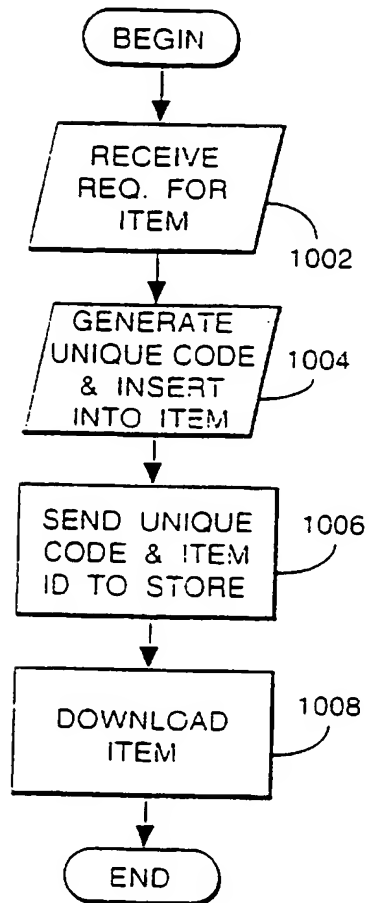 BEGIN
RECEIVE
REQ. FOR
ITEM
1002
GENERATE
UNIQUE CODE
& INSERT
INTO ITEM
1004
SEND UNIQUE
CODE & ITEM
ID TO STORE
1006
DOWNLOAD
ITEM
1008
END